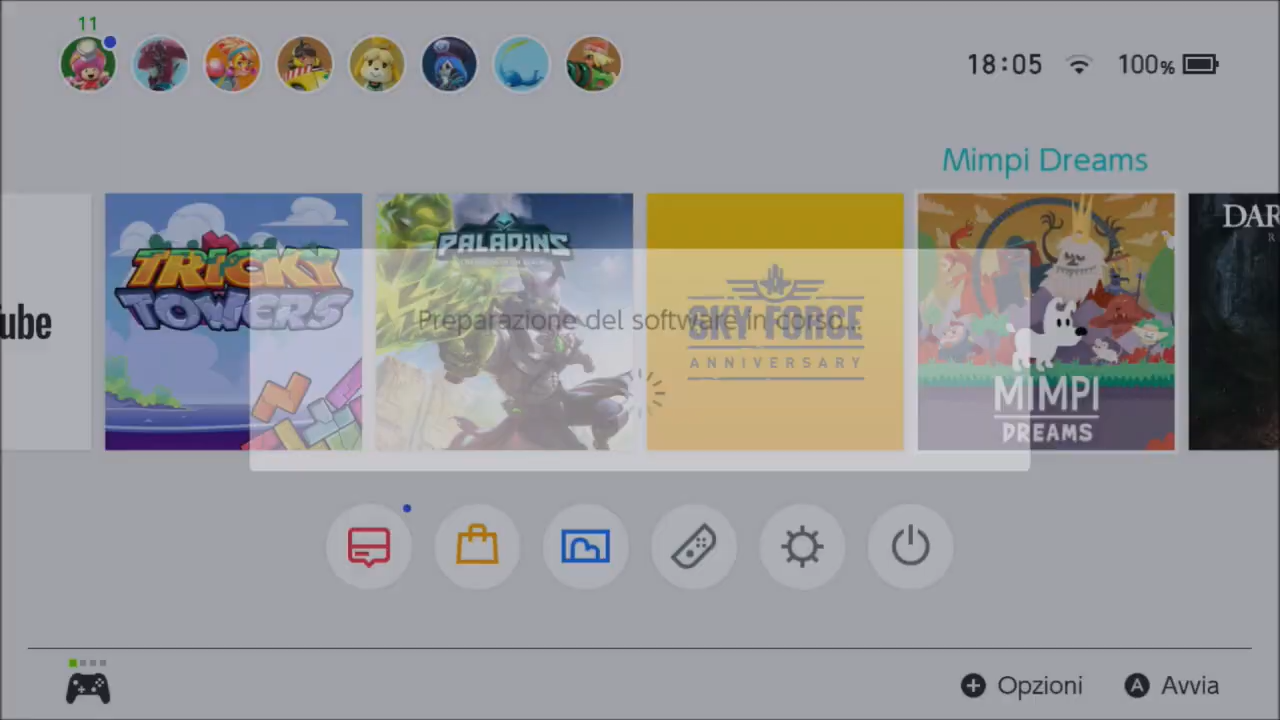 11
18:05
100%
Mimpi Dreams
ube
TRICKY
TOWERS
PALADINS
Preparazione del software in corso...
SKY FORCE
ANNIVERSARY
MIMPI
DREAMS
DAR
Opzioni
Avvia